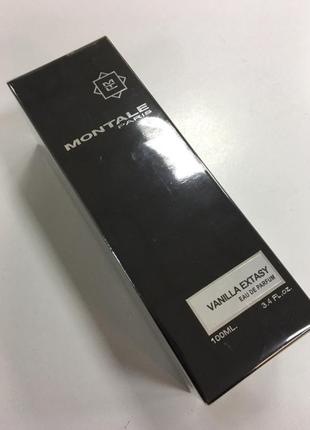 MONTALE
PARIS
VANILLA EXTASY
EAU DE PARFUM
100ML. 3.4 FL.OZ.